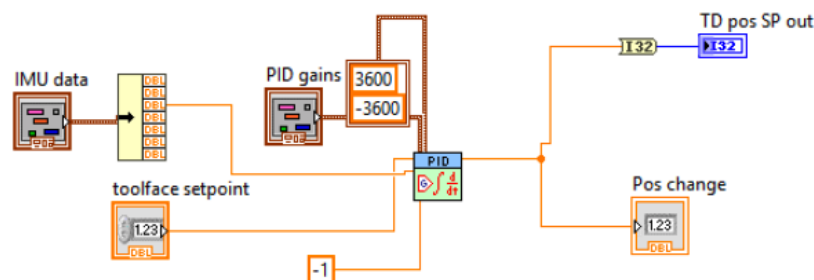 TD pos SP out
I32
I32
IMU data
PID gains
3600
-3600
DBL
DBL
DBL
DBL
DBL
DBL
DBL
PID
G ∫ d/dt
toolface setpoint
1.23
DBL
Pos change
1.23
DBL
-1